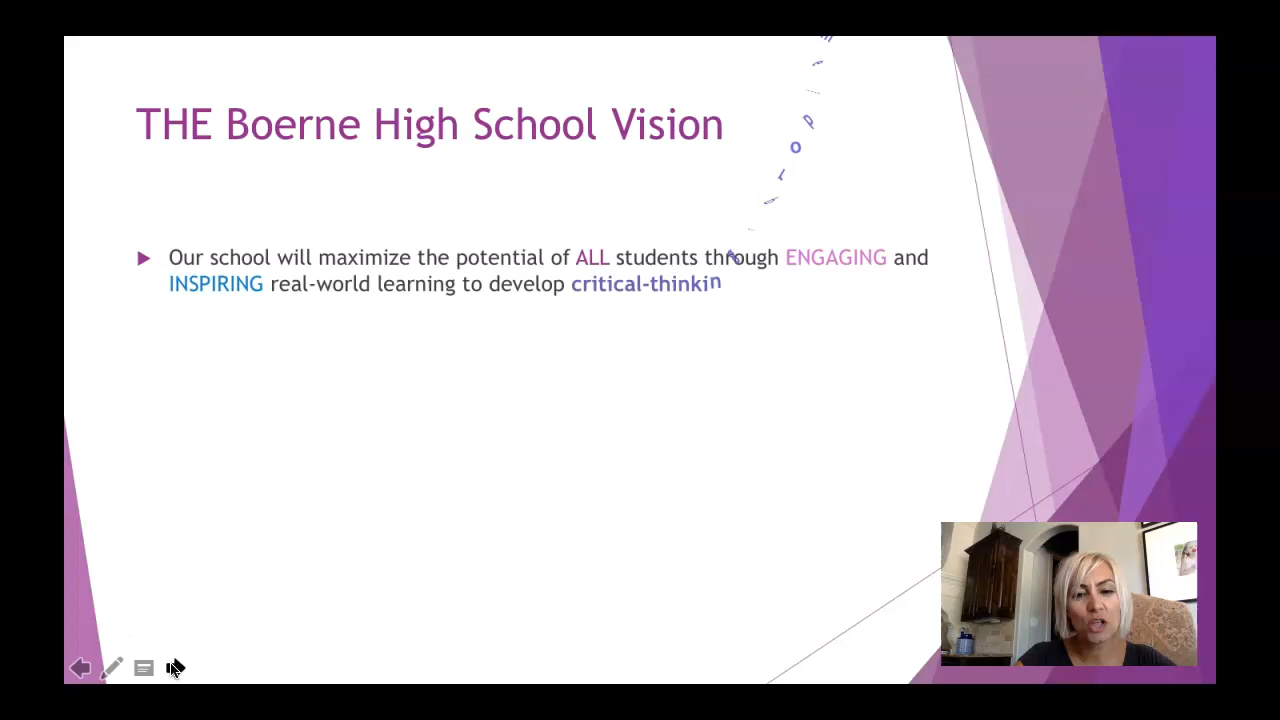 THE Boerne High School Vision
Our school will maximize the potential of ALL students through ENGAGING and
INSPIRING real-world learning to develop critical-thinkin